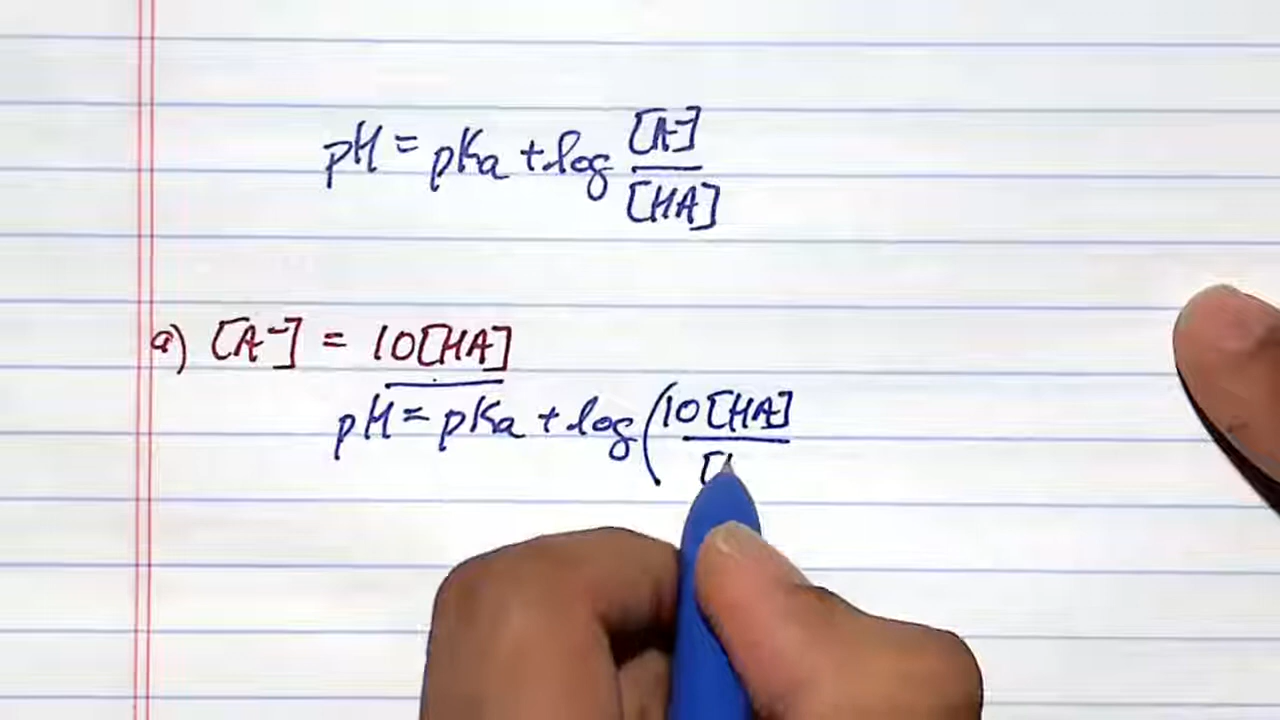 pH = pKa + log [A-]
[HA]
a) [A-] = 10[HA]
pH = pKa + log (10[HA]
[